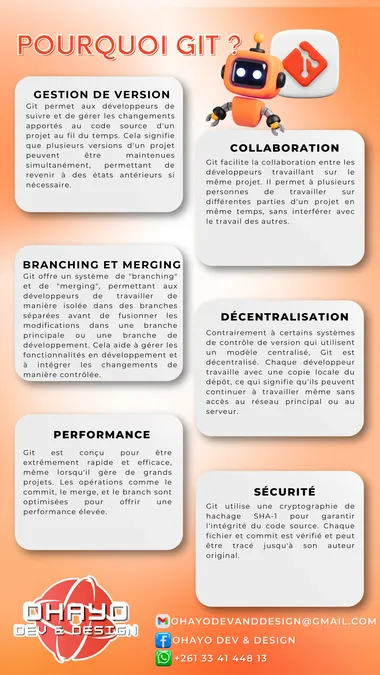 POURQUOI GIT ?
GESTION DE VERSION
Git permet aux développeurs de
suivre et de gérer les changements
apportés au code source d'un
projet au fil du temps. Cela signifie
que plusieurs versions d'un projet
peuvent être maintenues
simultanément, permettant de
revenir à des états antérieurs si
nécessaire.
COLLABORATION
Git facilite la collaboration entre les
développeurs travaillant sur le
même projet. Il permet à plusieurs
personnes de travailler sur
différentes parties d'un projet en
même temps, sans interférer avec
le travail des autres.
BRANCHING ET MERGING
Git offre un système de "branching"
et de "merging", permettant aux
développeurs de travailler de
manière isolée dans des branches
séparées avant de fusionner les
modifications dans une branche
principale ou une branche de
développement. Cela aide à gérer les
fonctionnalités en développement et
à intégrer les changements de
manière contrôlée.
DÉCENTRALISATION
Contrairement à certains systèmes
de contrôle de version qui utilisent
un modèle centralisé, Git est
décentralisé. Chaque développeur
travaille avec une copie locale du
dépôt, ce qui signifie qu'ils peuvent
continuer à travailler même sans
accès au réseau principal ou au
serveur.
PERFORMANCE
Git est conçu pour être
extrêmement rapide et efficace,
même lorsqu'il gère de grands
projets. Les opérations comme le
commit, le merge, et le branch sont
optimisées pour offrir une
performance élevée.
SÉCURITÉ
Git utilise une cryptographie de
hachage SHA-1 pour garantir
l'intégrité du code source. Chaque
fichier et commit est vérifié et peut
être tracé jusqu'à son auteur
original.
OHAYO
DEV & DESIGN
OHAYODEVANDDESIGN@GMAIL.COM
OHAYO DEV & DESIGN
+261 33 41 448 13